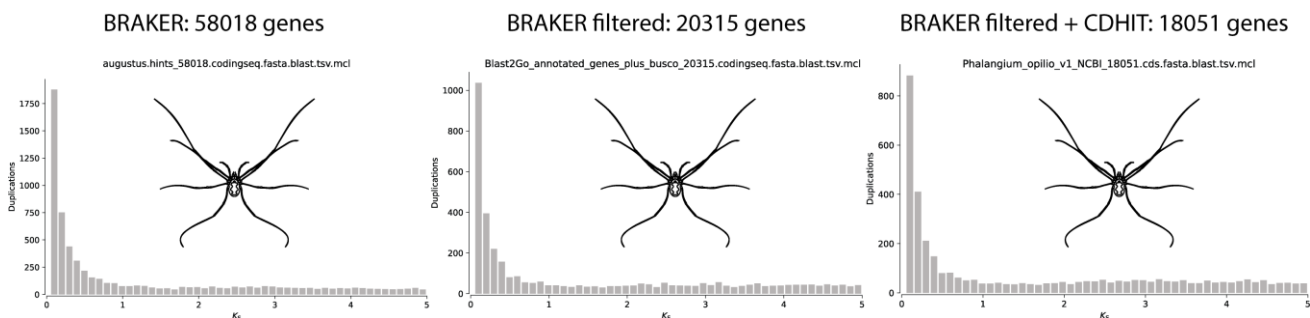 BRAKER: 58018 genes
BRAKER filtered: 20315 genes
BRAKER filtered + CDHIT: 18051 genes
augustus.hints_58018.codingseq.fasta.blast.tsv.mcl
Blast2Go_annotated_genes_plus_busco_20315.codingseq.fasta.blast.tsv.mcl
Phalangium_opilio_v1_NCBI_18051.cds.fasta.blast.tsv.mcl
Duplications
1750
1500
1250
1000
750
500
250
0
0 1 2 3 4 5
Ks
Duplications
1000
800
600
400
200
0
0 1 2 3 4 5
Ks
Duplications
800
600
400
200
0
0 1 2 3 4 5
Ks